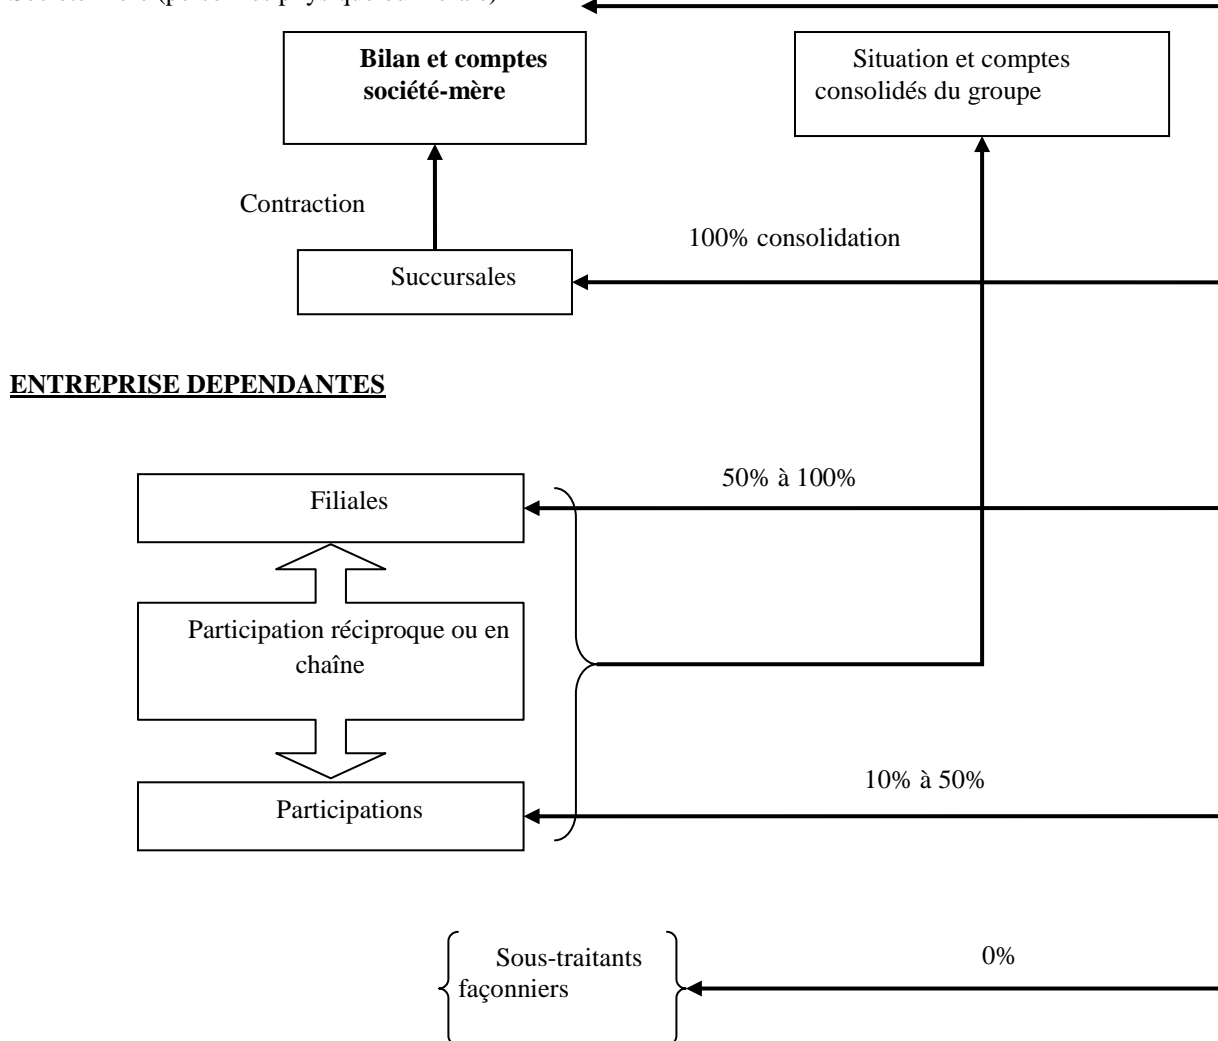 Bilan et comptes
société-mère
Situation et comptes
consolidés du groupe
Contraction
100% consolidation
Succursales
ENTREPRISE DEPENDANTES
50% à 100%
Filiales
Participation réciproque ou en
chaîne
10% à 50%
Participations
Sous-traitants
façonniers
0%